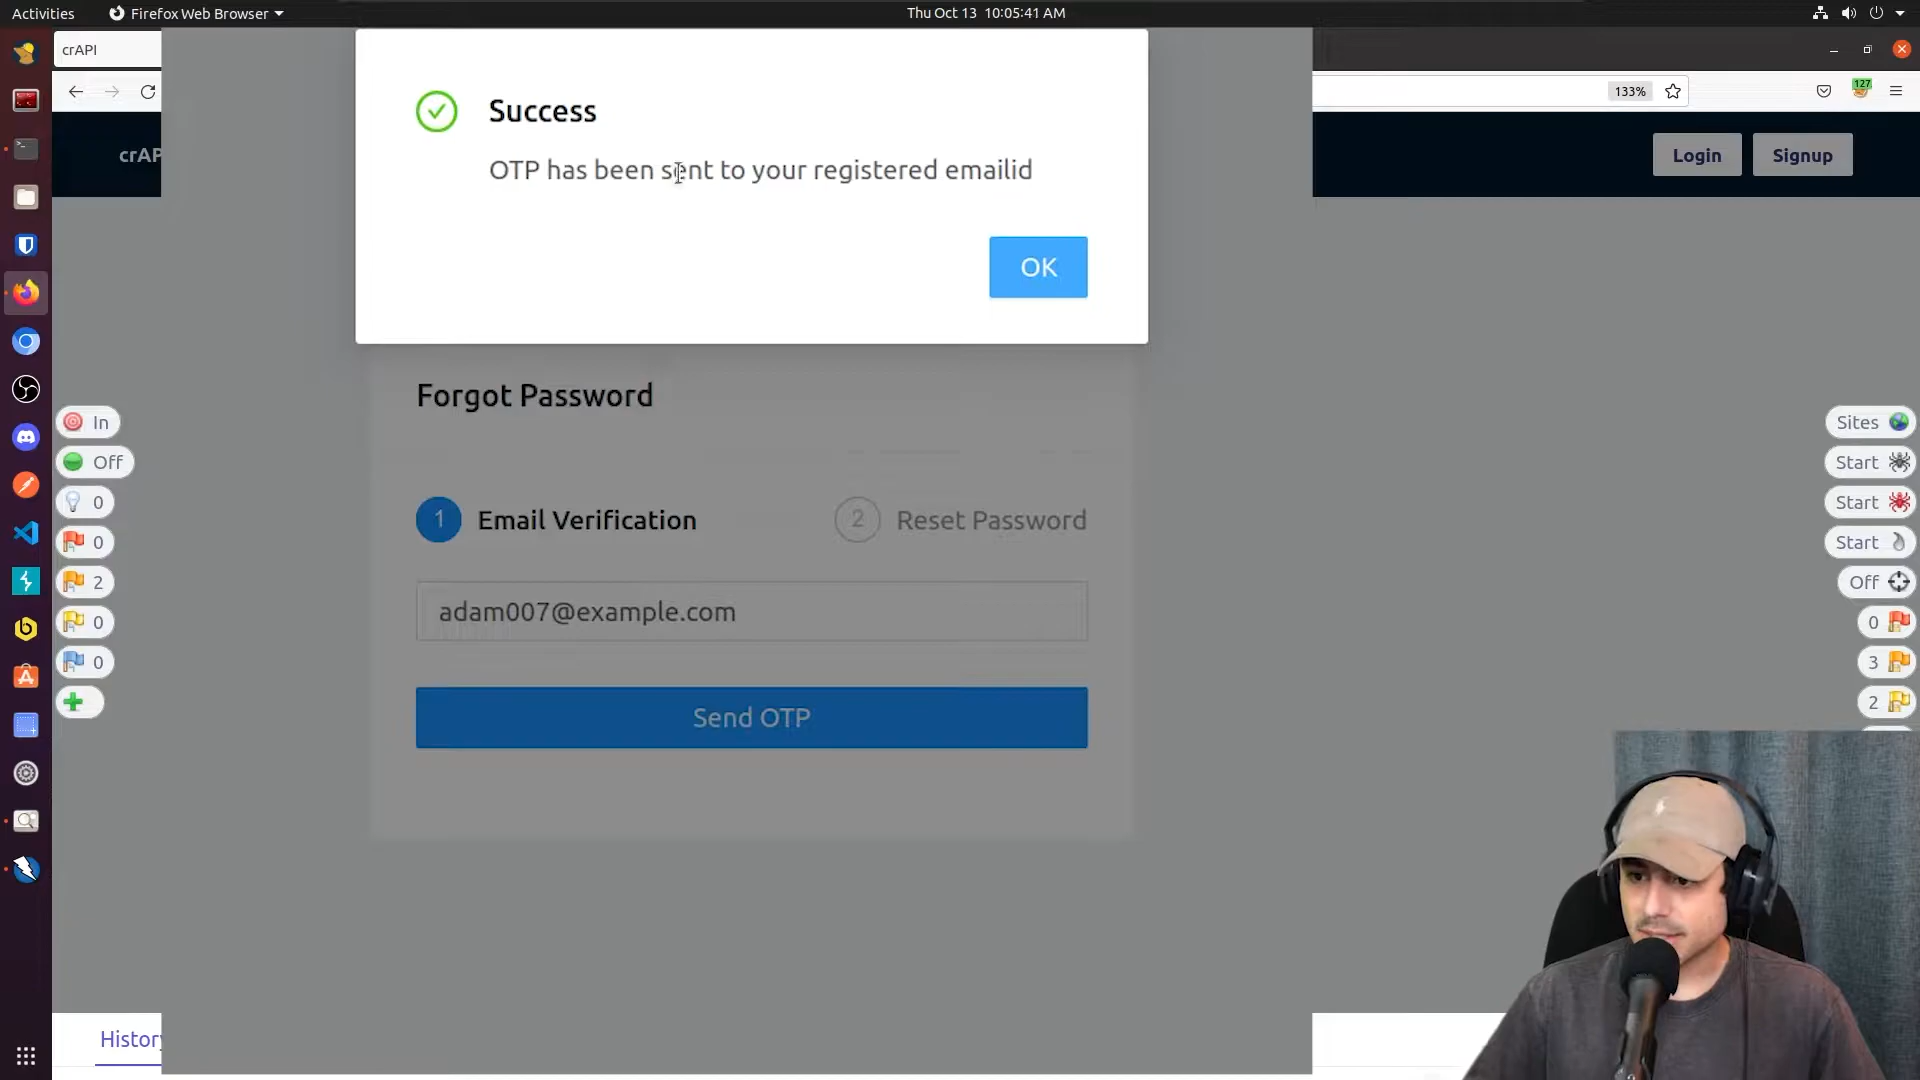 Activities
Firefox Web Browser
Thu Oct 13 10:05:41 AM
crAPI
133%
127
crAP
Login
Signup
Success
OTP has been sent to your registered emailid
OK
Forgot Password
1
Email Verification
2
Reset Password
adam007@example.com
Send OTP
In
Off
0
0
2
0
0
Sites
Start
Start
Start
Off
0
3
2
History